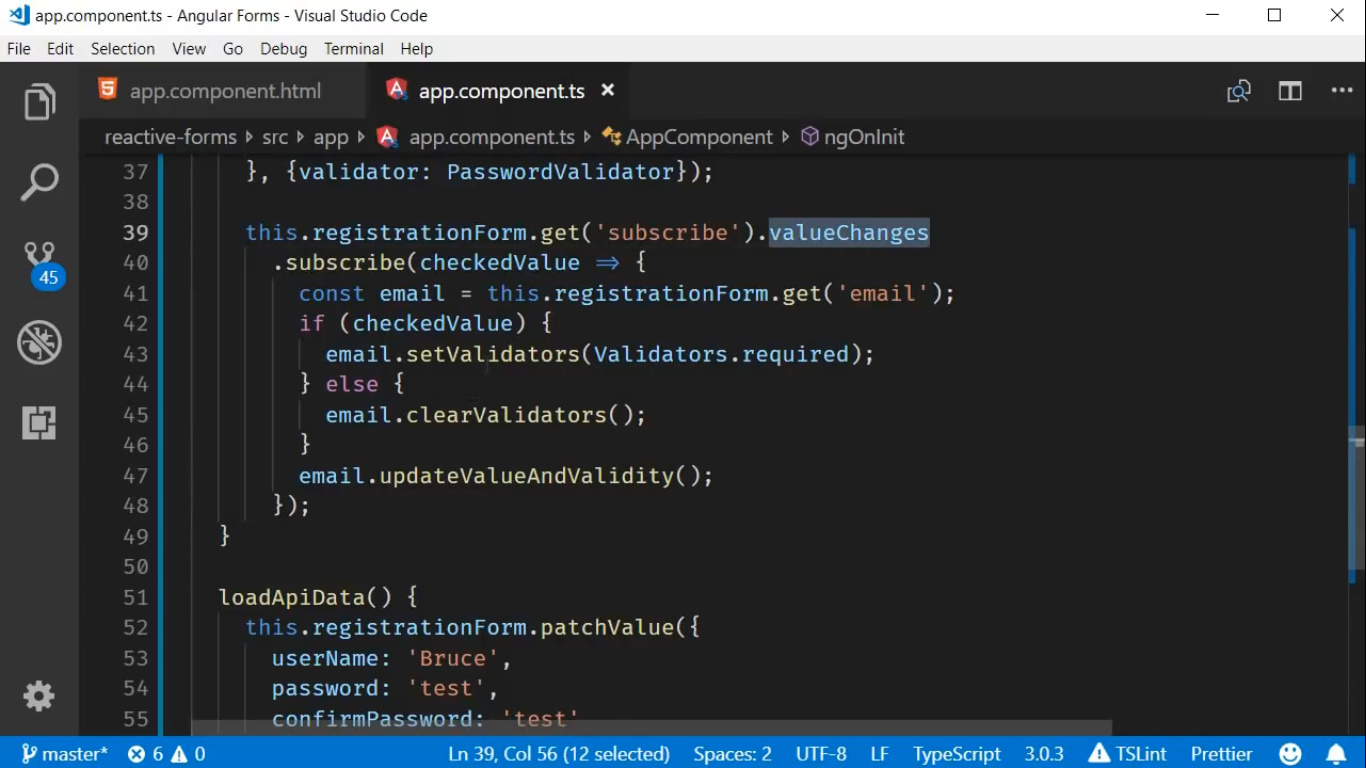 app.component.ts - Angular Forms - Visual Studio Code
File Edit Selection View Go Debug Terminal Help
app.component.html app.component.ts
reactive-forms src app app.component.ts AppComponent ngOnInit
45
37 }, {validator: PasswordValidator});
38
39 this.registrationForm.get('subscribe').valueChanges
40 .subscribe(checkedValue => {
41 const email = this.registrationForm.get('email');
42 if (checkedValue) {
43 email.setValidators(Validators.required);
44 } else {
45 email.clearValidators();
46 }
47 email.updateValueAndValidity();
48 });
49 }
50
51 loadApiData() {
52 this.registrationForm.patchValue({
53 userName: 'Bruce',
54 password: 'test',
55 confirmPassword: 'test'
master* 6 0 Ln 39, Col 56 (12 selected) Spaces: 2 UTF-8 LF TypeScript 3.0.3 TSLint Prettier